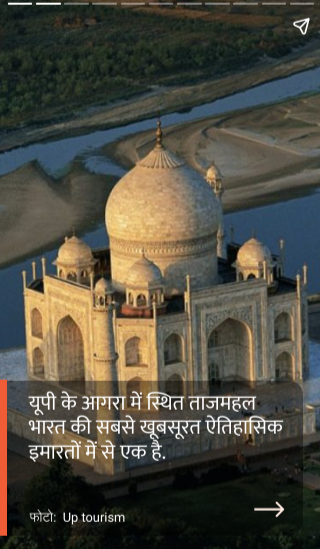 यूपी के आगरा में स्थित ताजमहल
भारत की सबसे खूबसूरत ऐतिहासिक
इमारतों में से एक है.
फोटो: Up tourism